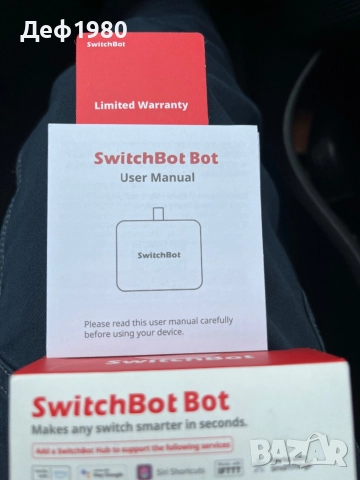 Деф1980
SwitchBot
Limited Warranty
SwitchBot Bot
User Manual
SwitchBot
Please read this user manual carefully
before using your device.
SwitchBot
SwitchBot Bot
Makes any switch smarter in seconds.
Add a SwitchBot Hub to support the following services
Siri Shortcuts
IFTTT
BAZAR